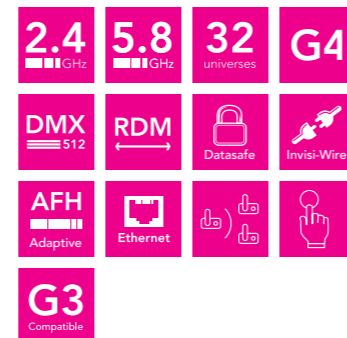 2.4
GHz
5.8
GHz
32
universes
G4
DMX
512
RDM
Datasafe
Invisi-Wire
AFH
Adaptive
Ethernet
G3
Compatible